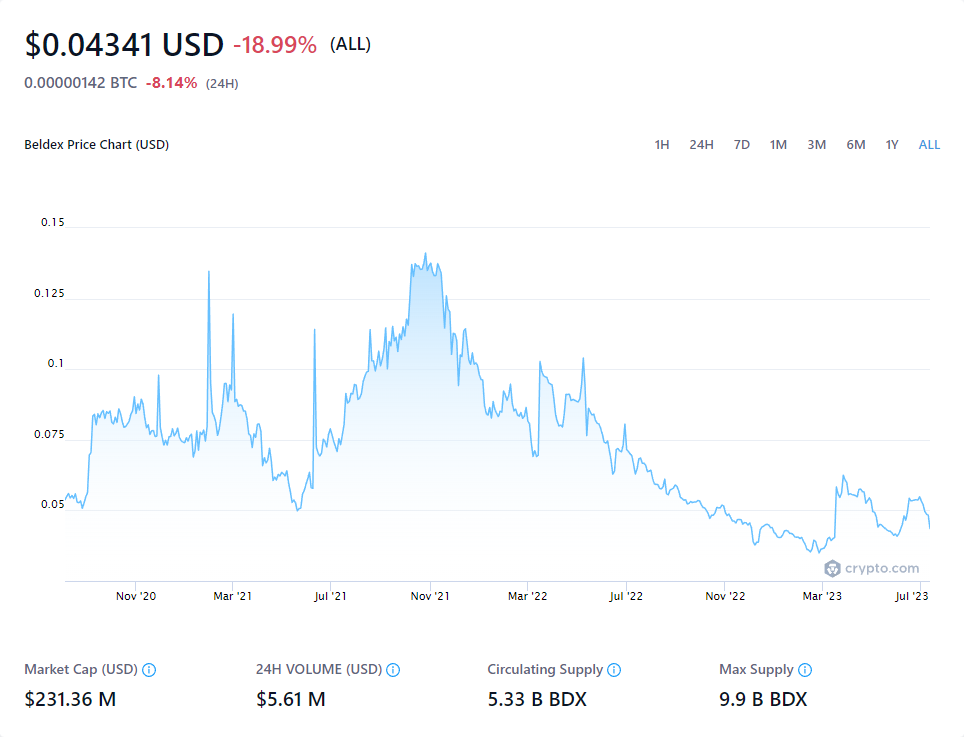 $0.04341 USD -18.99% (ALL)
0.00000142 BTC -8.14% (24H)
Beldex Price Chart (USD) 1H 24H 7D 1M 3M 6M 1Y ALL
0.15
0.125
0.1
0.075
0.05
crypto.com
Nov '20 Mar '21 Jul '21 Nov '21 Mar '22 Jul '22 Nov '22 Mar '23 Jul '23
Market Cap (USD) 24H VOLUME (USD) Circulating Supply Max Supply
$231.36 M $5.61 M 5.33 B BDX 9.9 B BDX